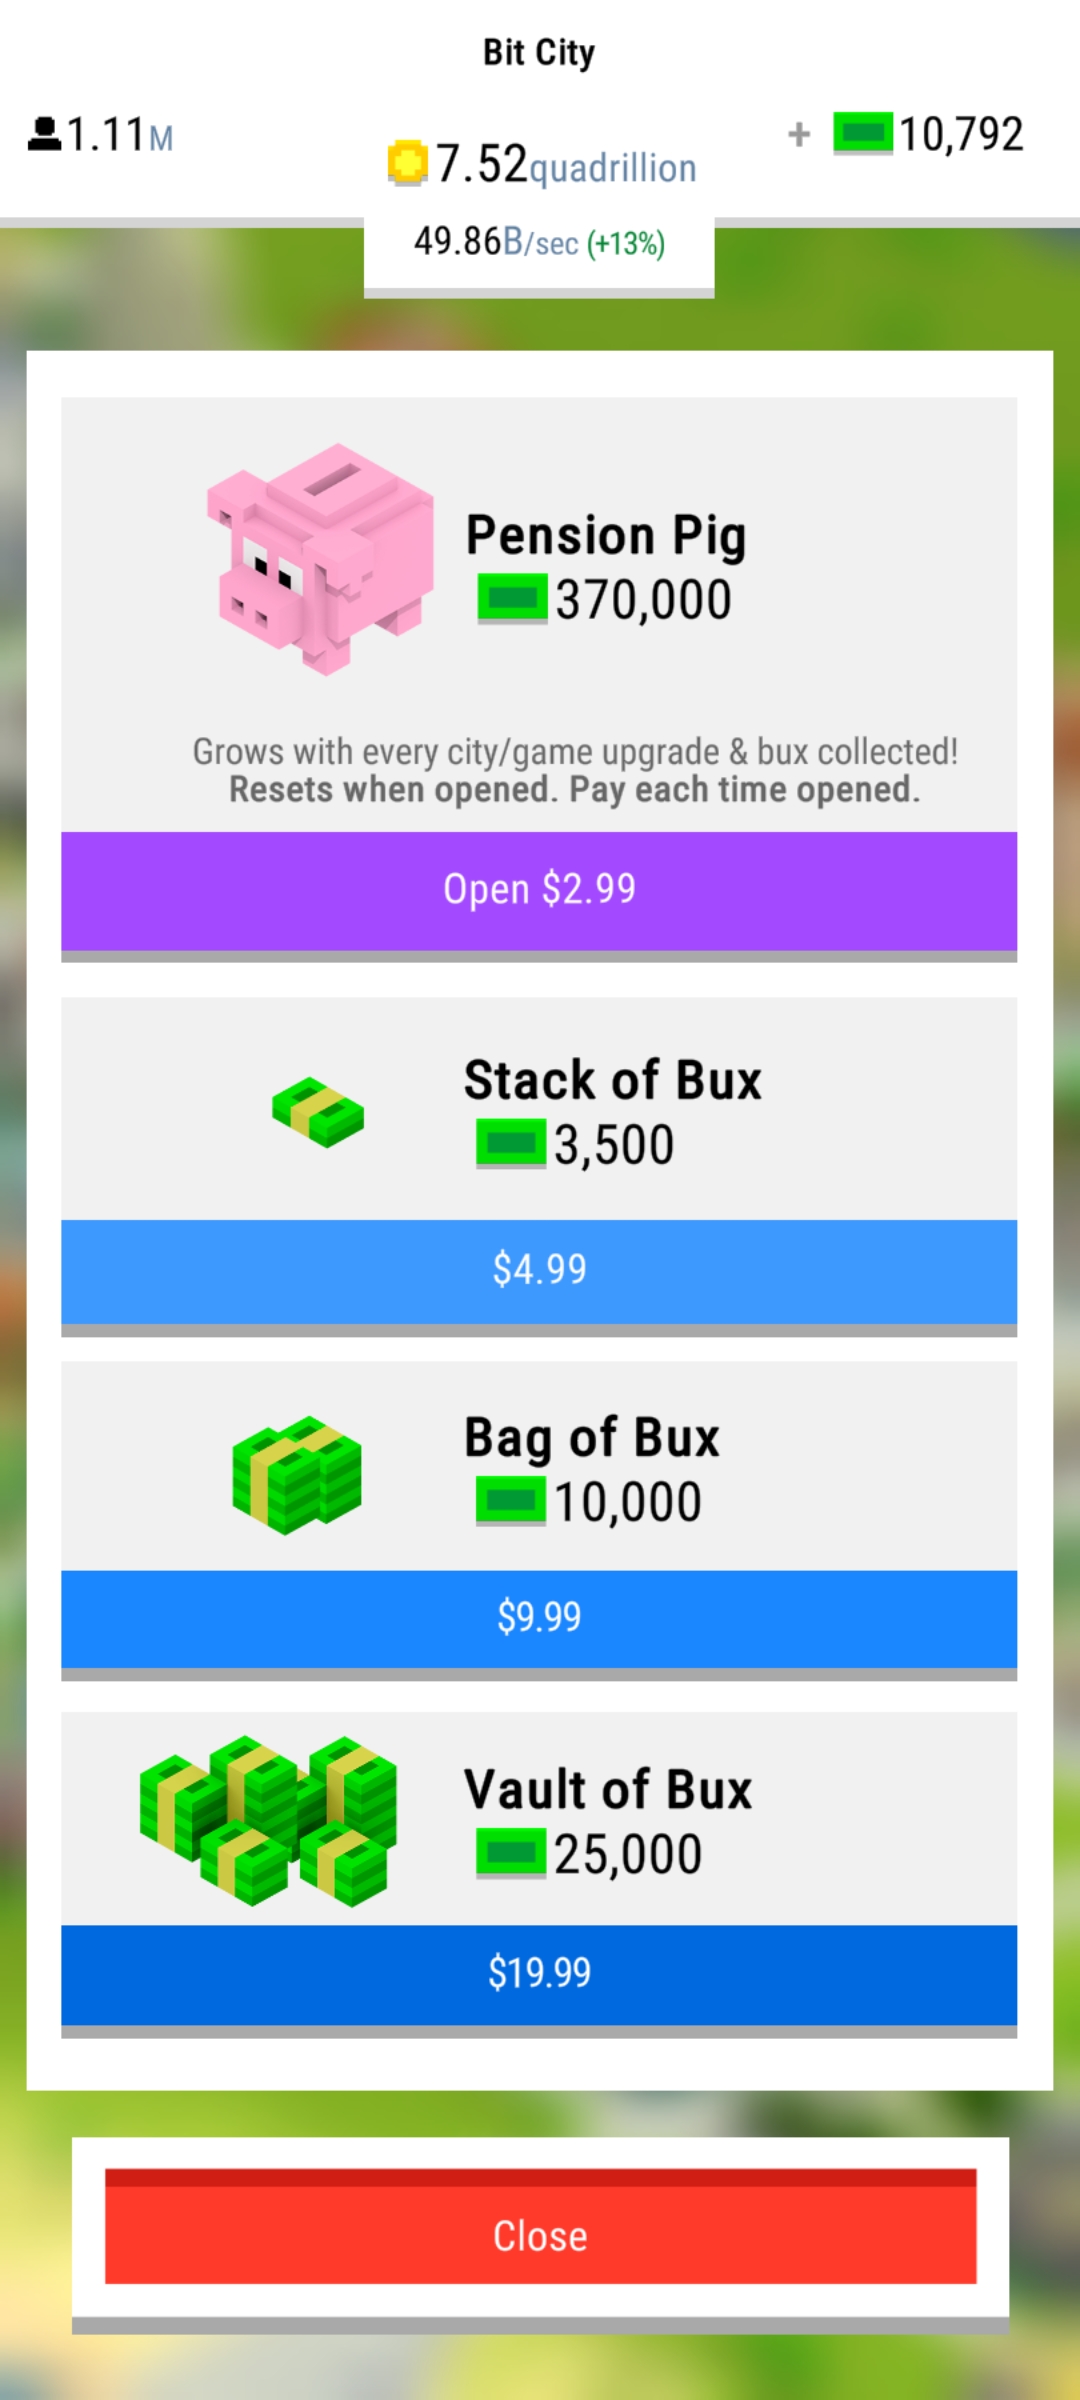 Bit City
1.11M
7.52quadrillion
+ 10,792
49.86B/sec (+13%)
Pension Pig
370,000
Grows with every city/game upgrade & bux collected!
Resets when opened. Pay each time opened.
Open $2.99
Stack of Bux
3,500
$4.99
Bag of Bux
10,000
$9.99
Vault of Bux
25,000
$19.99
Close